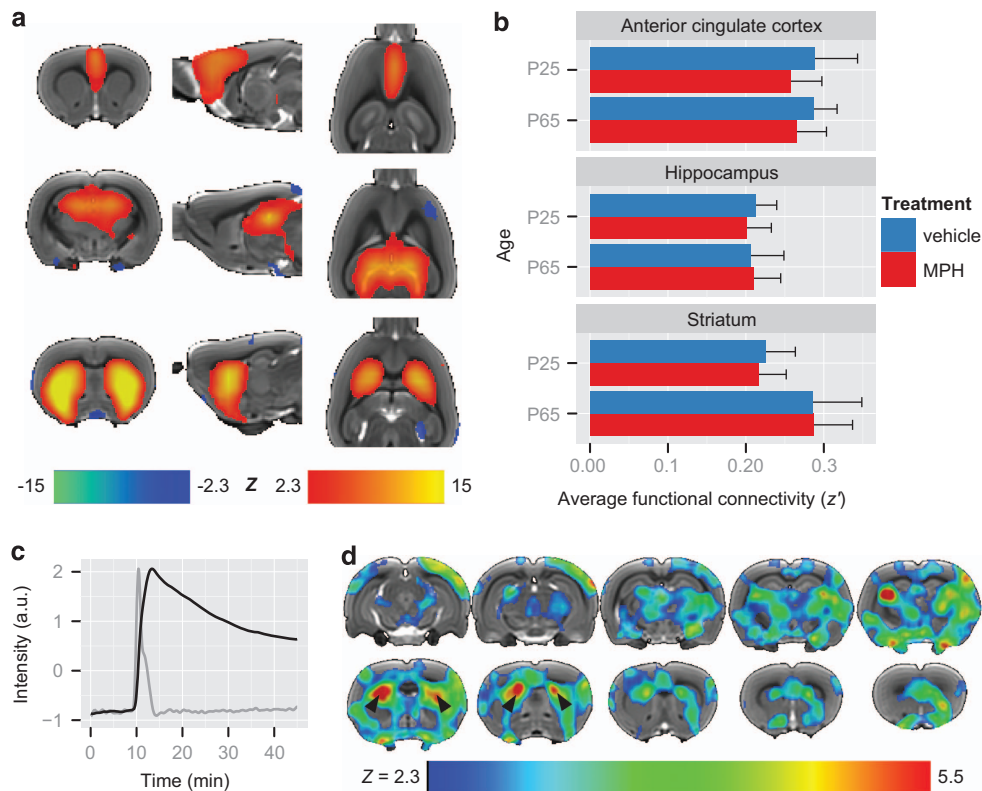 a
-15
-2.3
Z
2.3
15
b
Anterior cingulate cortex
P25
P65
Hippocampus
P25
P65
Striatum
P25
P65
Age
0.00
0.1
0.20
0.3
Average functional connectivity (z')
Treatment
vehicle
MPH
c
2
1
0
−1
Intensity (a.u.)
0
10
20
30
40
Time (min)
d
Z = 2.3
5.5